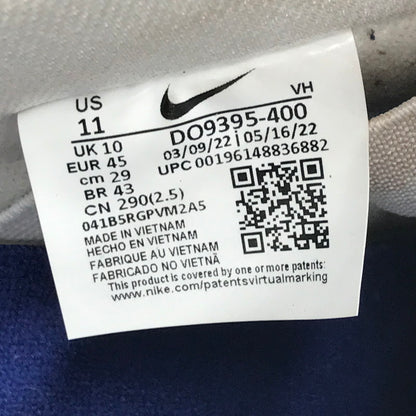 US VH
11 DO9395-400
UK 10 03/09/22 | 05/16/22
EUR 45 UPC 00196148836882
cm 29
BR 43
CN 290(2.5)
041B5RGPVM2A5
MADE IN VIETNAM
HECHO EN VIETNAM
FABRIQUE AU VIETNAM
FABRICADO NO VIETNÃ
This product is covered by one or more patents:
www.nike.com/patentsvirtualmarking